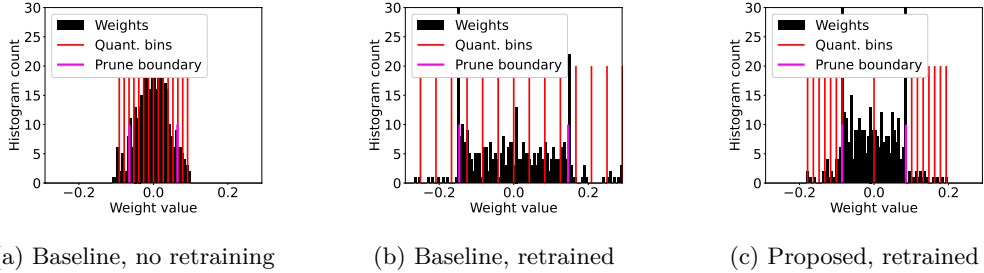 30
25
20
15
10
5
0
Histogram count
Weights
Quant. bins
Prune boundary
−0.2
0.0
0.2
Weight value
(a) Baseline, no retraining
30
25
20
15
10
5
0
Histogram count
Weights
Quant. bins
Prune boundary
−0.2
0.0
0.2
Weight value
(b) Baseline, retrained
30
25
20
15
10
5
0
Histogram count
Weights
Quant. bins
Prune boundary
−0.2
0.0
0.2
Weight value
(c) Proposed, retrained